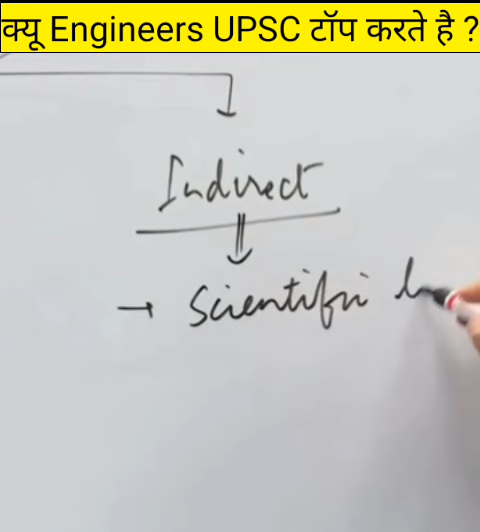 क्यू Engineers UPSC टॉप करते है ?
Indirect
→ Scientific